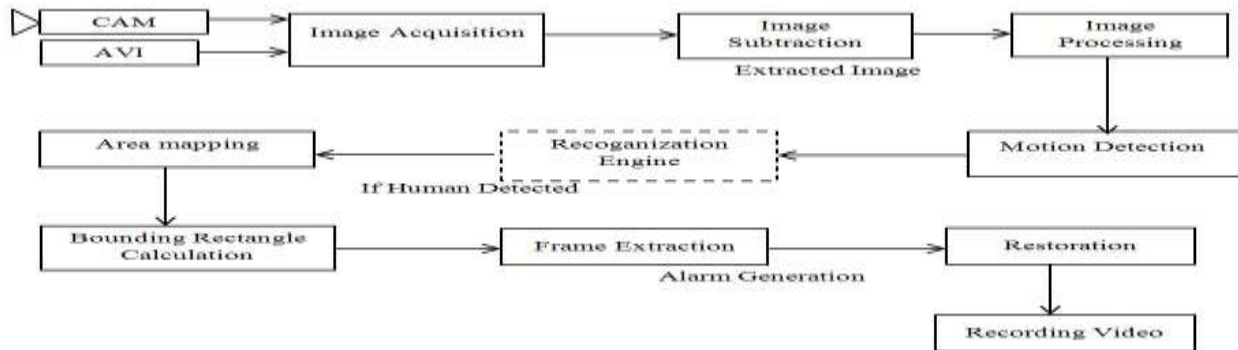 CAM
AVI
Image Acquisition
Image
Subtraction
Extracted Image
Image
Processing
Area mapping
Recoganization
Engine
Motion Detection
If Human Detected
Bounding Rectangle
Calculation
Frame Extraction
Restoration
Alarm Generation
Recording Video